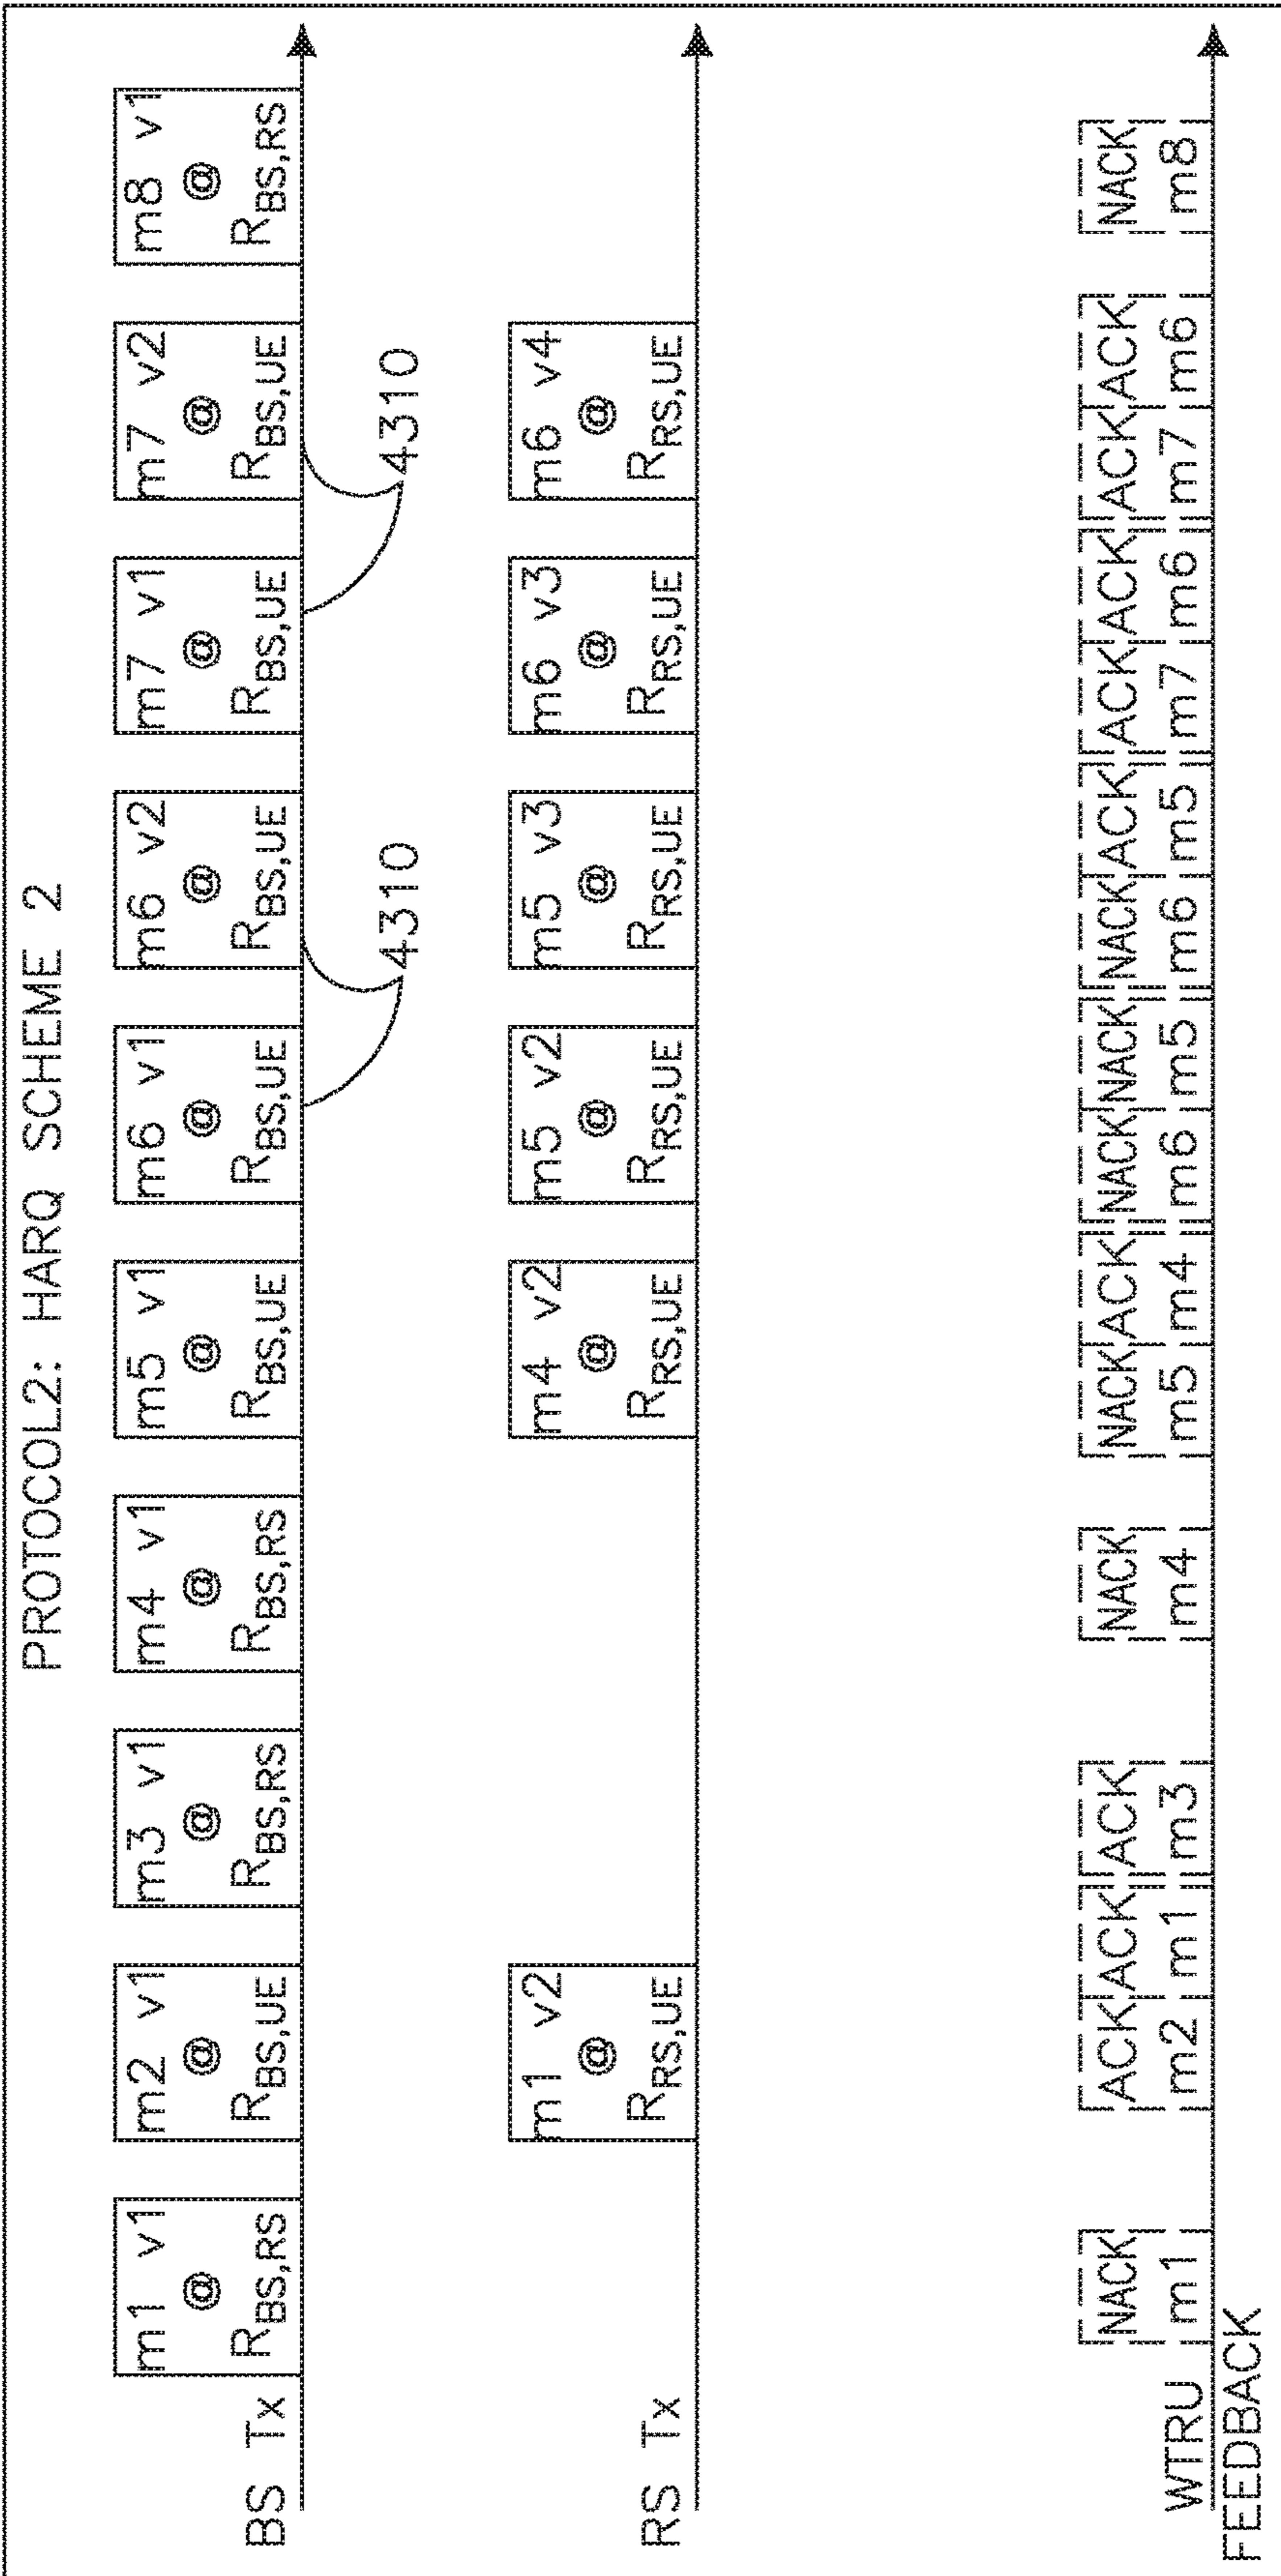 PROTOCOL2: HARQ SCHEME 2
BS Tx
m1 v1
@
RBS,RS
m2 v1
@
RBS,UE
m3 v1
@
RBS,RS
m4 v1
@
RBS,RS
m5 v1
@
RBS,UE
m6 v1
@
RBS,UE
m6 v2
@
RBS,UE
m7 v1
@
RBS,UE
m7 v2
@
RBS,UE
m8 v1
@
RBS,RS
4310
4310
RS Tx
m1 v2
@
RRS,UE
m4 v2
@
RRS,UE
m5 v2
@
RRS,UE
m5 v3
@
RRS,UE
m6 v3
@
RRS,UE
m6 v4
@
RRS,UE
WTRU
FEEDBACK
NACK
m1
ACK
m2
ACK
m1
ACK
m3
NACK
m4
NACK
m5
ACK
m4
NACK
m6
NACK
m5
NACK
m6
ACK
m5
ACK
m7
ACK
m6
ACK
m7
ACK
m6
NACK
m8